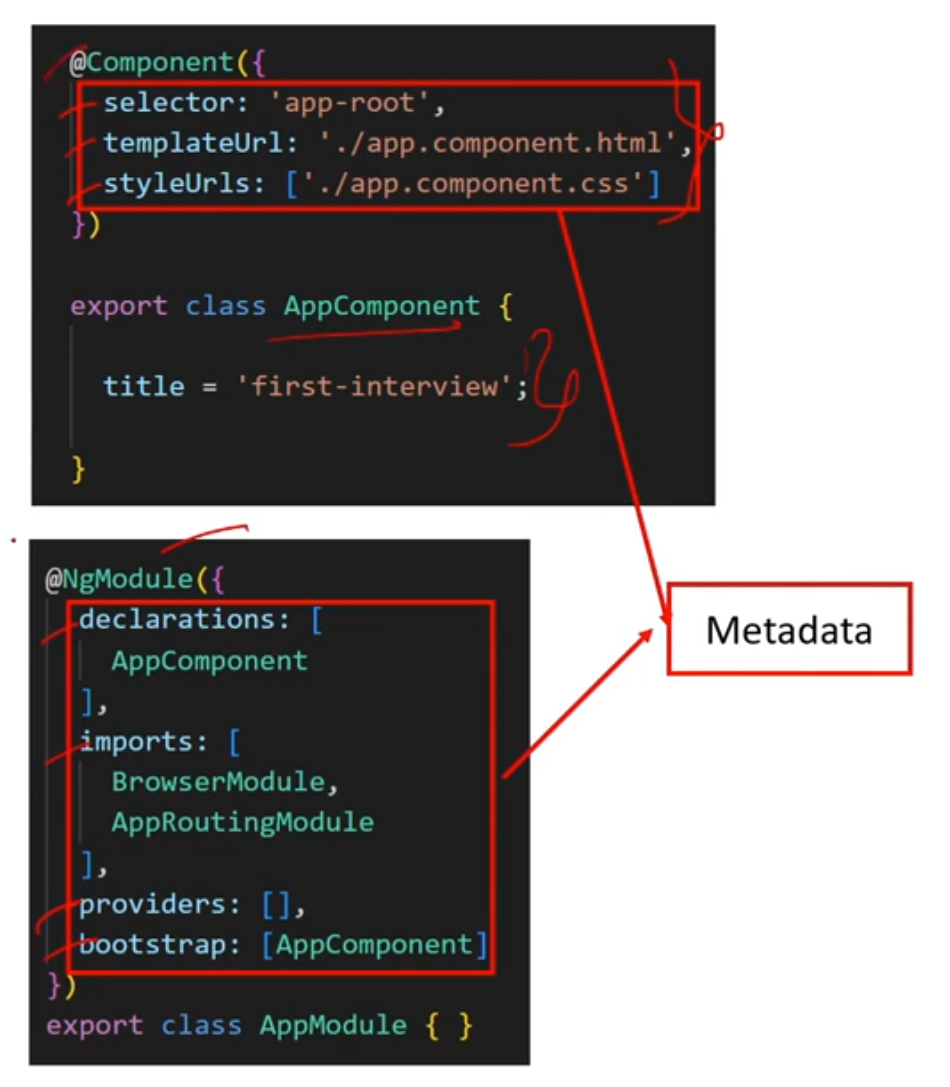 @Component({
selector: 'app-root',
templateUrl: './app.component.html',
styleUrls: ['./app.component.css']
})
export class AppComponent {
title = 'first-interview';
}
@NgModule({
declarations: [
AppComponent
],
imports: [
BrowserModule,
AppRoutingModule
],
providers: [],
bootstrap: [AppComponent]
})
export class AppModule { }
Metadata